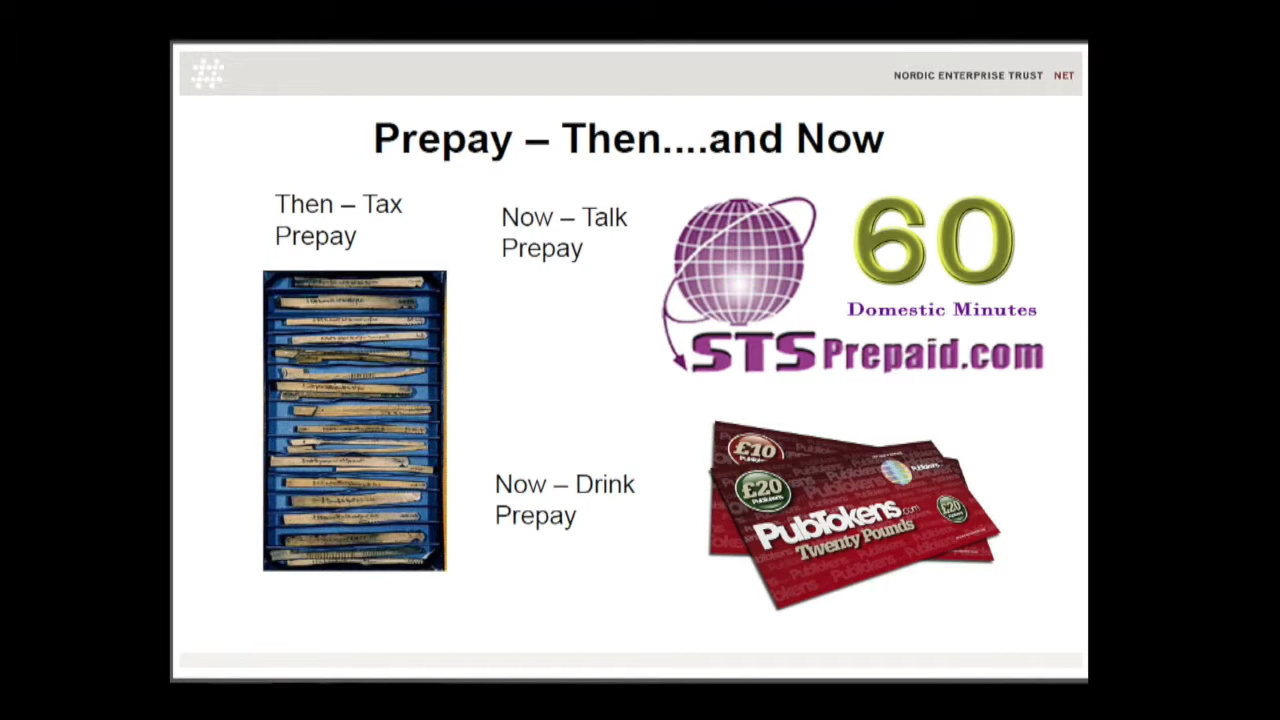 NORDIC ENTERPRISE TRUST NET
Prepay – Then....and Now
Then – Tax
Prepay
Now – Talk
Prepay
60
Domestic Minutes
STSPrepaid.com
Now – Drink
Prepay
£10
£20
PubTokens
PubTokens.com
Twenty Pounds
£20